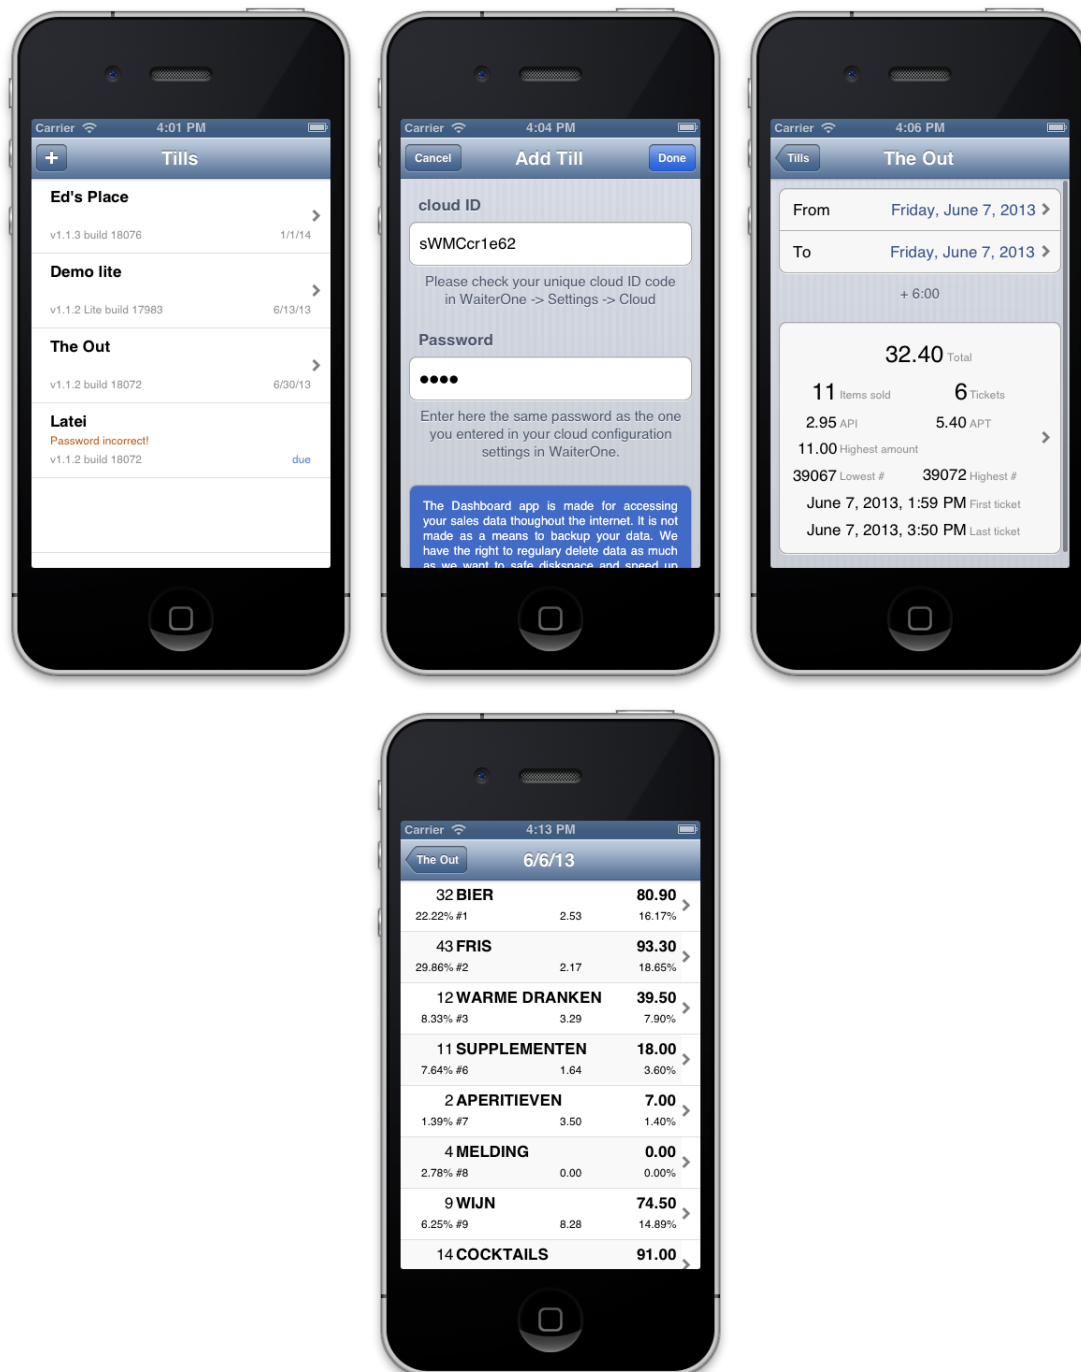 Carrier 4:01 PM
+ Tills
Ed's Place
v1.1.3 build 18076 1/1/14
Demo lite
v1.1.2 Lite build 17983 6/13/13
The Out
v1.1.2 build 18072 6/30/13
Latei
Password incorrect!
v1.1.2 build 18072 due
Carrier 4:04 PM
Cancel Add Till Done
cloud ID
sWMCcr1e62
Please check your unique cloud ID code
in WaiterOne -> Settings -> Cloud
Password
••••
Enter here the same password as the one
you entered in your cloud configuration
settings in WaiterOne.
The Dashboard app is made for accessing
your sales data thoughout the internet. It is not
made as a means to backup your data. We
have the right to regulary delete data as much
as we want to safe diskspace and speed up
Carrier 4:06 PM
Tills The Out
From Friday, June 7, 2013
To Friday, June 7, 2013
+ 6:00
32.40 Total
11 Items sold 6 Tickets
2.95 API 5.40 APT
11.00 Highest amount
39067 Lowest # 39072 Highest #
June 7, 2013, 1:59 PM First ticket
June 7, 2013, 3:50 PM Last ticket
Carrier 4:13 PM
The Out 6/6/13
32 BIER 80.90
22.22% #1 2.53 16.17%
43 FRIS 93.30
29.86% #2 2.17 18.65%
12 WARME DRANKEN 39.50
8.33% #3 3.29 7.90%
11 SUPPLEMENTEN 18.00
7.64% #6 1.64 3.60%
2 APERITIEVEN 7.00
1.39% #7 3.50 1.40%
4 MELDING 0.00
2.78% #8 0.00 0.00%
9 WIJN 74.50
6.25% #9 8.28 14.89%
14 COCKTAILS 91.00